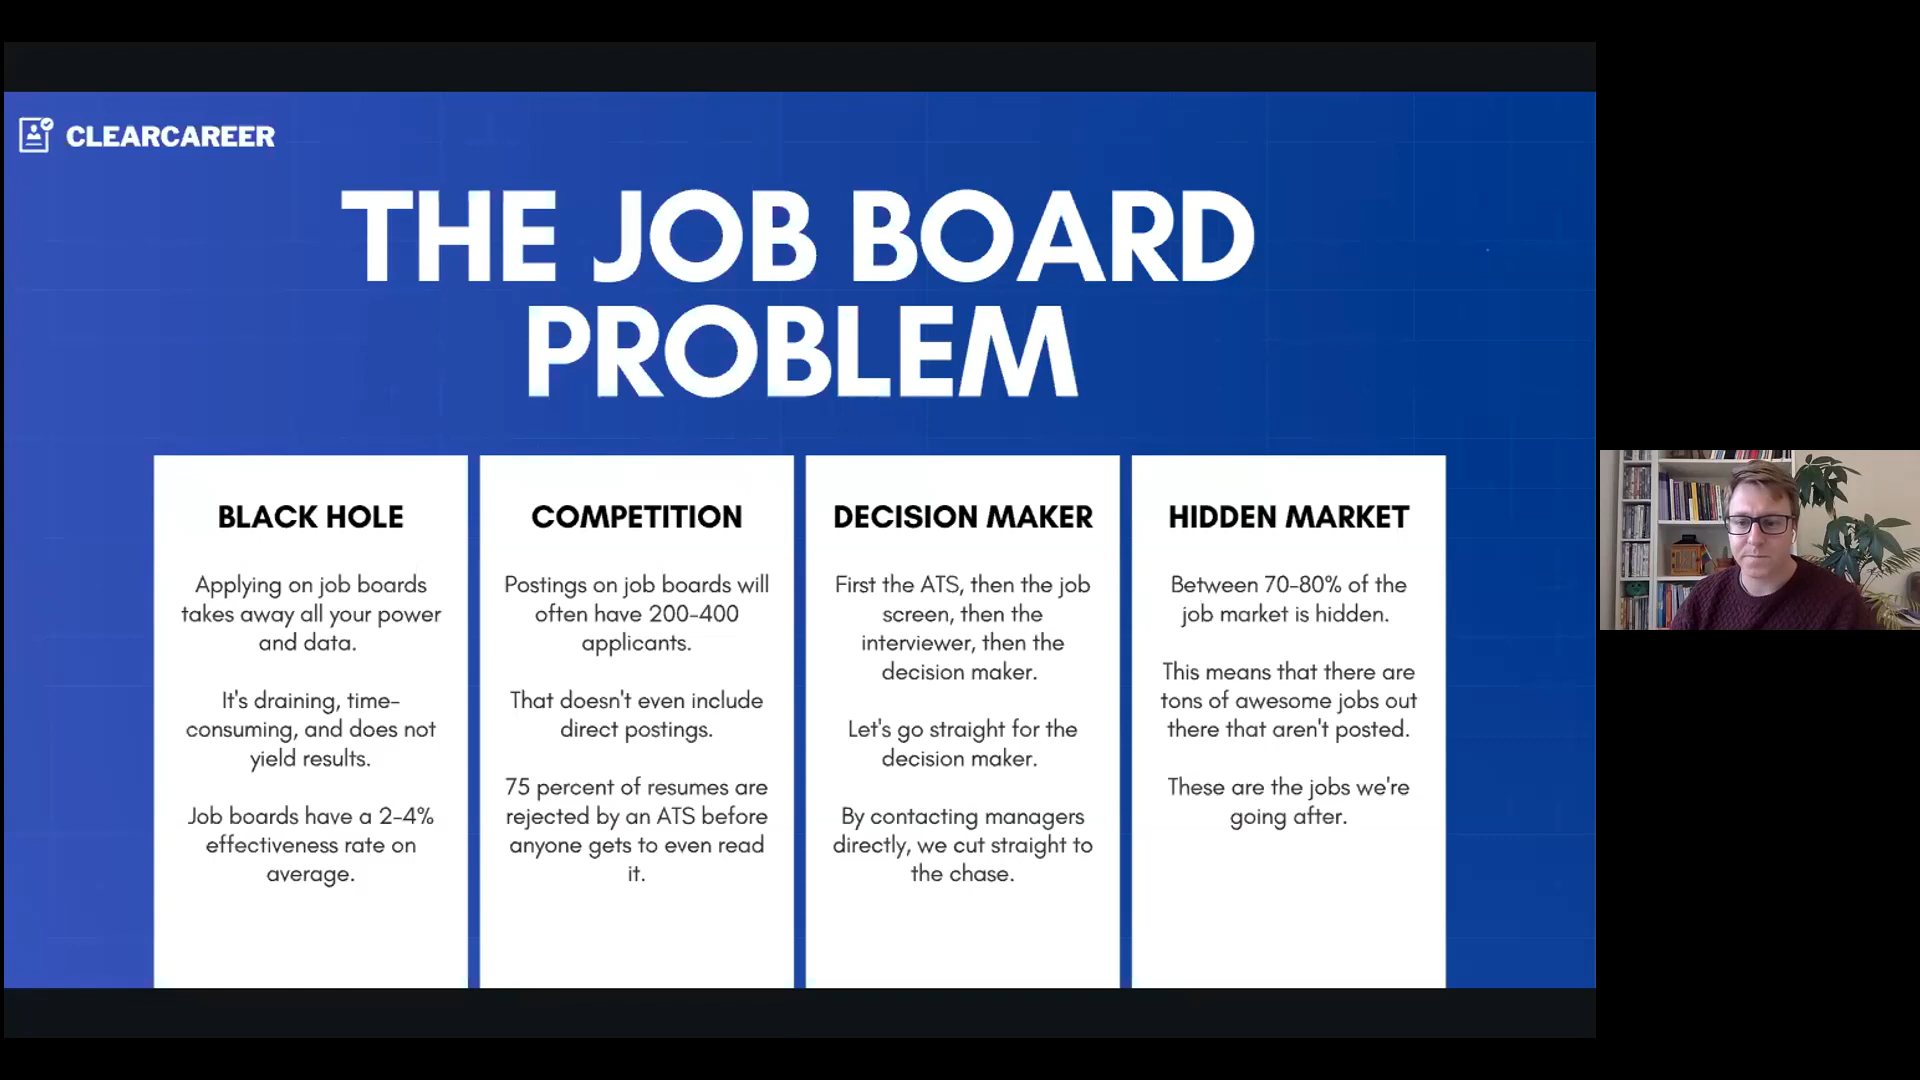 CLEARCAREER
THE JOB BOARD
PROBLEM
BLACK HOLE
Applying on job boards
takes away all your power
and data.
It's draining, time-
consuming, and does not
yield results.
Job boards have a 2-4%
effectiveness rate on
average.
COMPETITION
Postings on job boards will
often have 200-400
applicants.
That doesn't even include
direct postings.
75 percent of resumes are
rejected by an ATS before
anyone gets to even read
it.
DECISION MAKER
First the ATS, then the job
screen, then the
interviewer, then the
decision maker.
Let's go straight for the
decision maker.
By contacting managers
directly, we cut straight to
the chase.
HIDDEN MARKET
Between 70-80% of the
job market is hidden.
This means that there are
tons of awesome jobs out
there that aren't posted.
These are the jobs we're
going after.